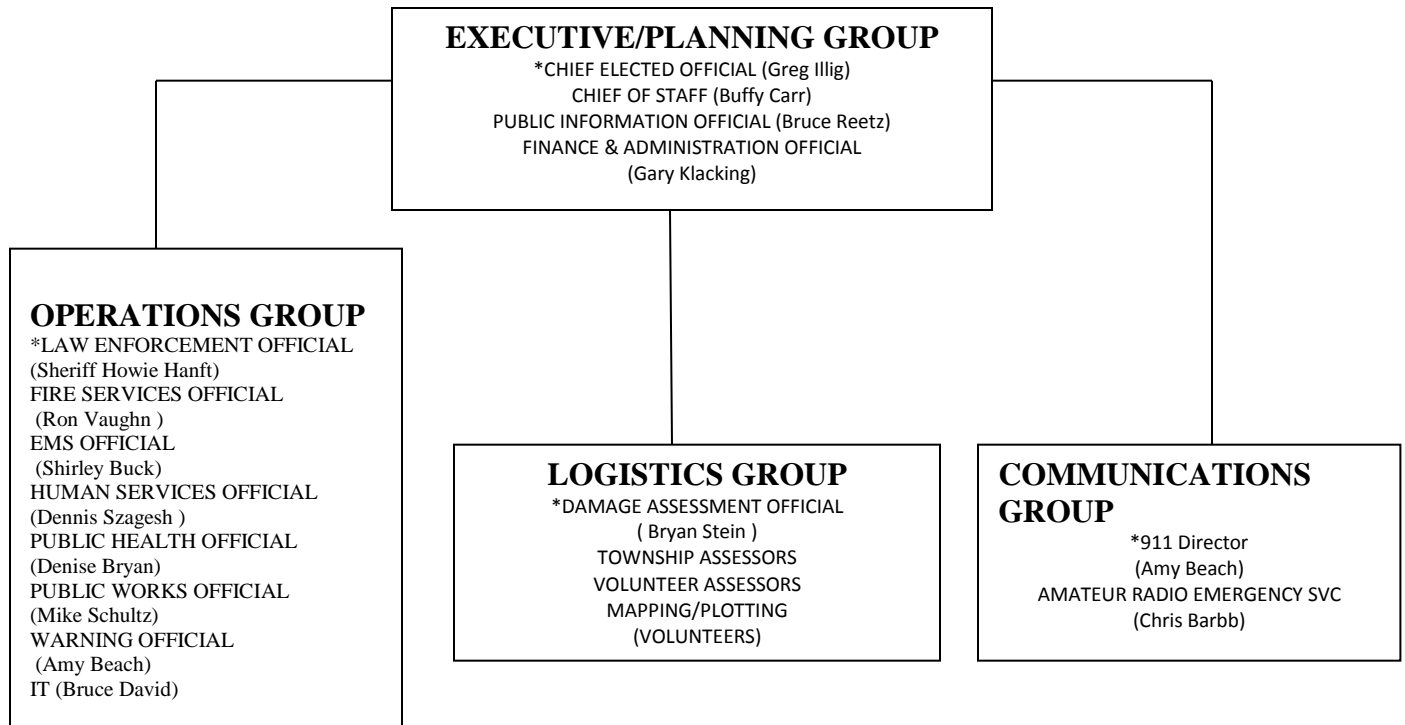 EXECUTIVE/PLANNING GROUP
*CHIEF ELECTED OFFICIAL (Greg Illig)
CHIEF OF STAFF (Buffy Carr)
PUBLIC INFORMATION OFFICIAL (Bruce Reetz)
FINANCE & ADMINISTRATION OFFICIAL
(Gary Klacking)
OPERATIONS GROUP
*LAW ENFORCEMENT OFFICIAL
(Sheriff Howie Hanft)
FIRE SERVICES OFFICIAL
(Ron Vaughn )
EMS OFFICIAL
(Shirley Buck)
HUMAN SERVICES OFFICIAL
(Dennis Szagesh )
PUBLIC HEALTH OFFICIAL
(Denise Bryan)
PUBLIC WORKS OFFICIAL
(Mike Schultz)
WARNING OFFICIAL
(Amy Beach)
IT (Bruce David)
LOGISTICS GROUP
*DAMAGE ASSESSMENT OFFICIAL
( Bryan Stein )
TOWNSHIP ASSESSORS
VOLUNTEER ASSESSORS
MAPPING/PLOTTING
(VOLUNTEERS)
COMMUNICATIONS
GROUP
*911 Director
(Amy Beach)
AMATEUR RADIO EMERGENCY SVC
(Chris Barbb)